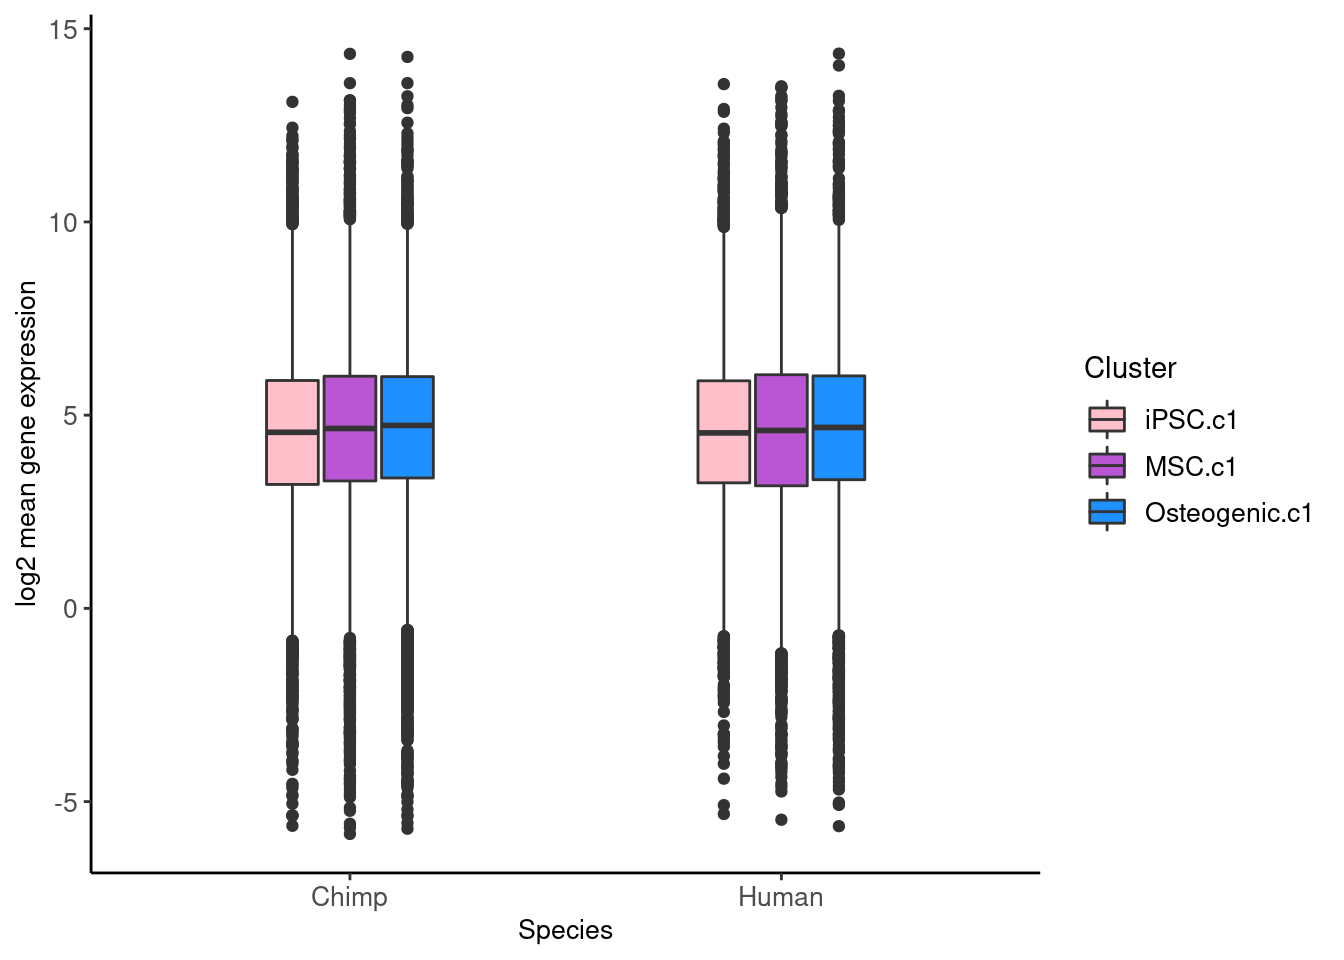 log2 mean gene expression
15
10
5
0
-5
Chimp
Human
Species
Cluster
iPSC.c1
MSC.c1
Osteogenic.c1